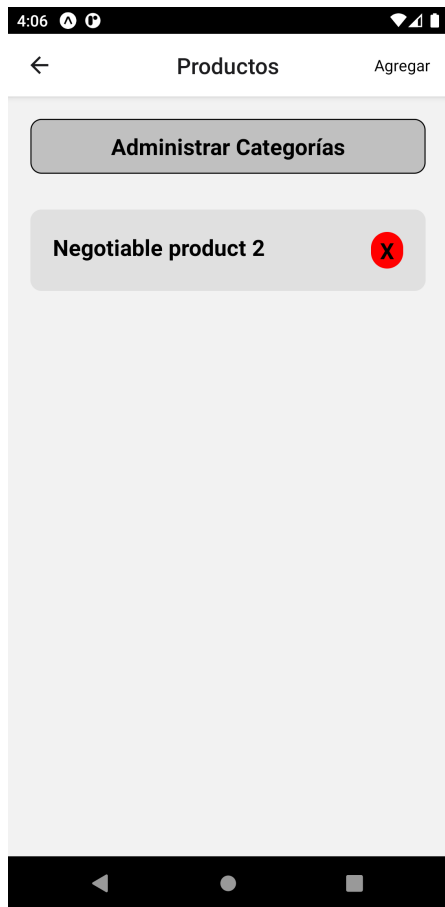 4:06
Productos
Agregar
Administrar Categorías
Negotiable product 2
X